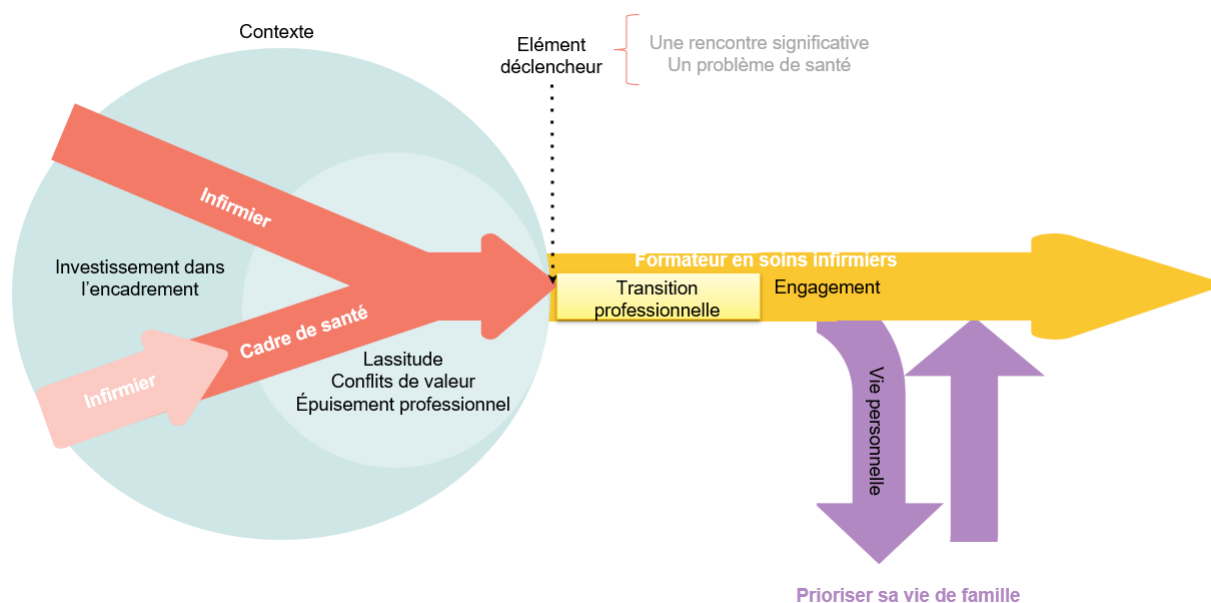 Contexte
Elément
déclencheur
Une rencontre significative
Un problème de santé
Infirmier
Investissement dans
l'encadrement
Cadre de santé
Infirmier
Lassitude
Conflits de valeur
Épuisement professionnel
Formateur en soins infirmiers
Transition
professionnelle
Engagement
Vie personnelle
Prioriser sa vie de famille